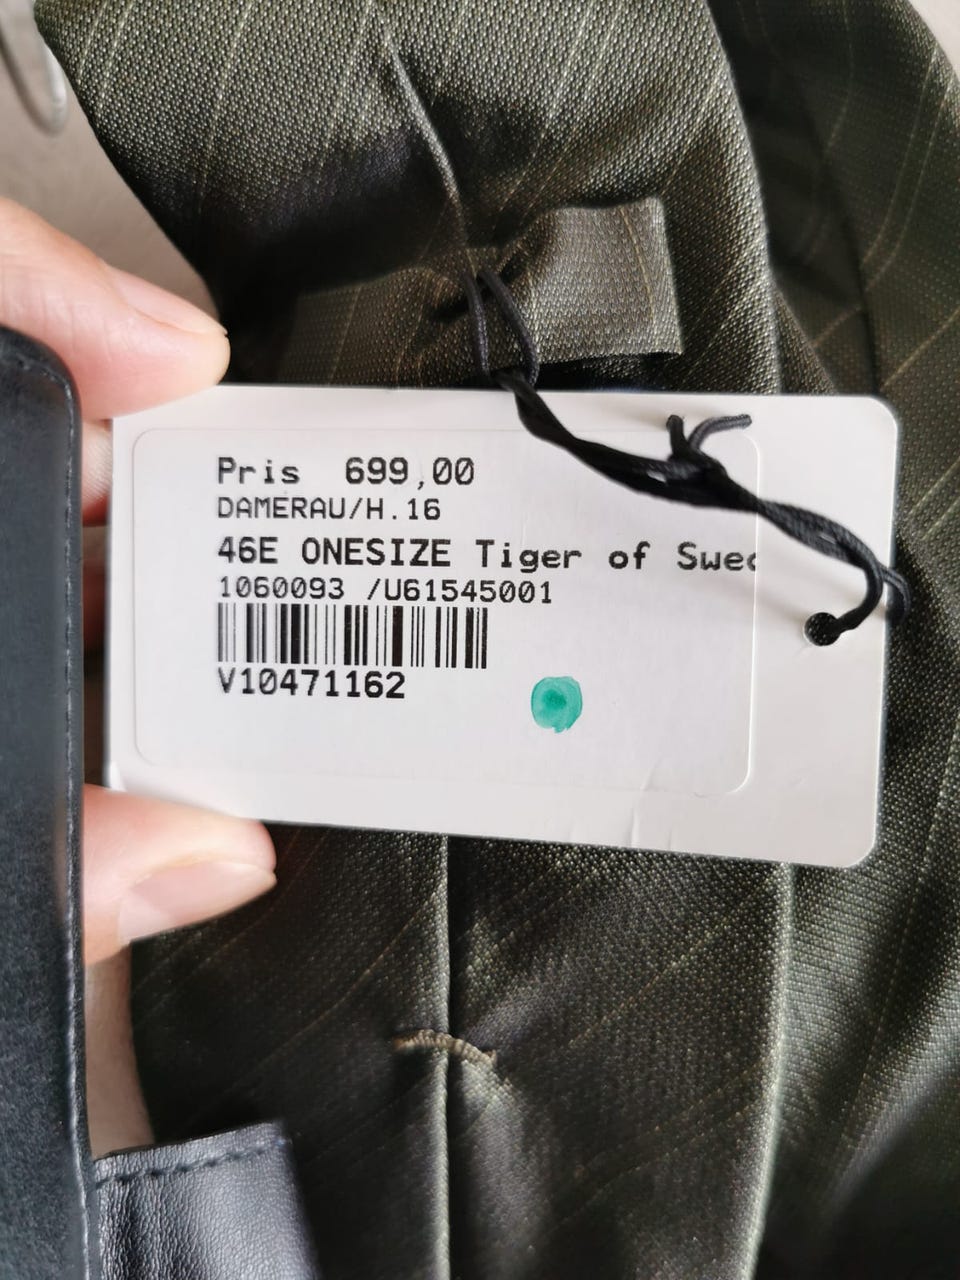 Pris 699,00
DAMERAU/H.16
46E ONESIZE Tiger of Swed
1060093 /U61545001
V10471162